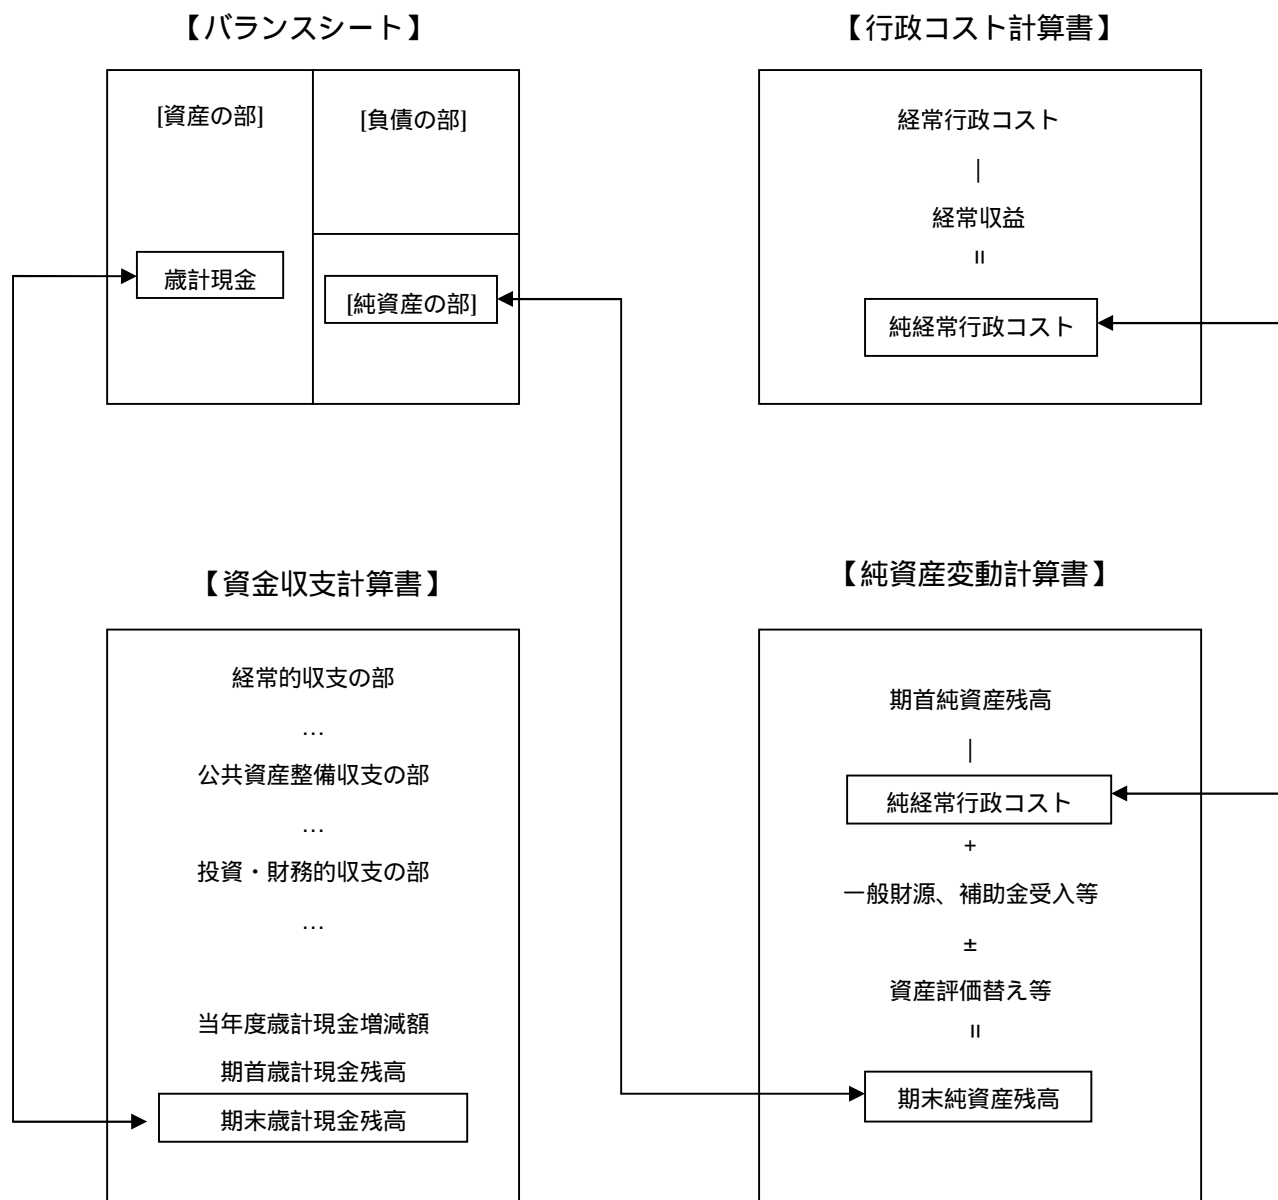 【バランスシート】
[資産の部]
[負債の部]
歳計現金
[純資産の部]
【行政コスト計算書】
経常行政コスト
|
経常収益
=
純経常行政コスト
【資金収支計算書】
経常的収支の部
…
公共資産整備収支の部
…
投資・財務的収支の部
…
当年度歳計現金増減額
期首歳計現金残高
期末歳計現金残高
【純資産変動計算書】
期首純資産残高
|
純経常行政コスト
+
一般財源、補助金受入等
±
資産評価替え等
=
期末純資産残高